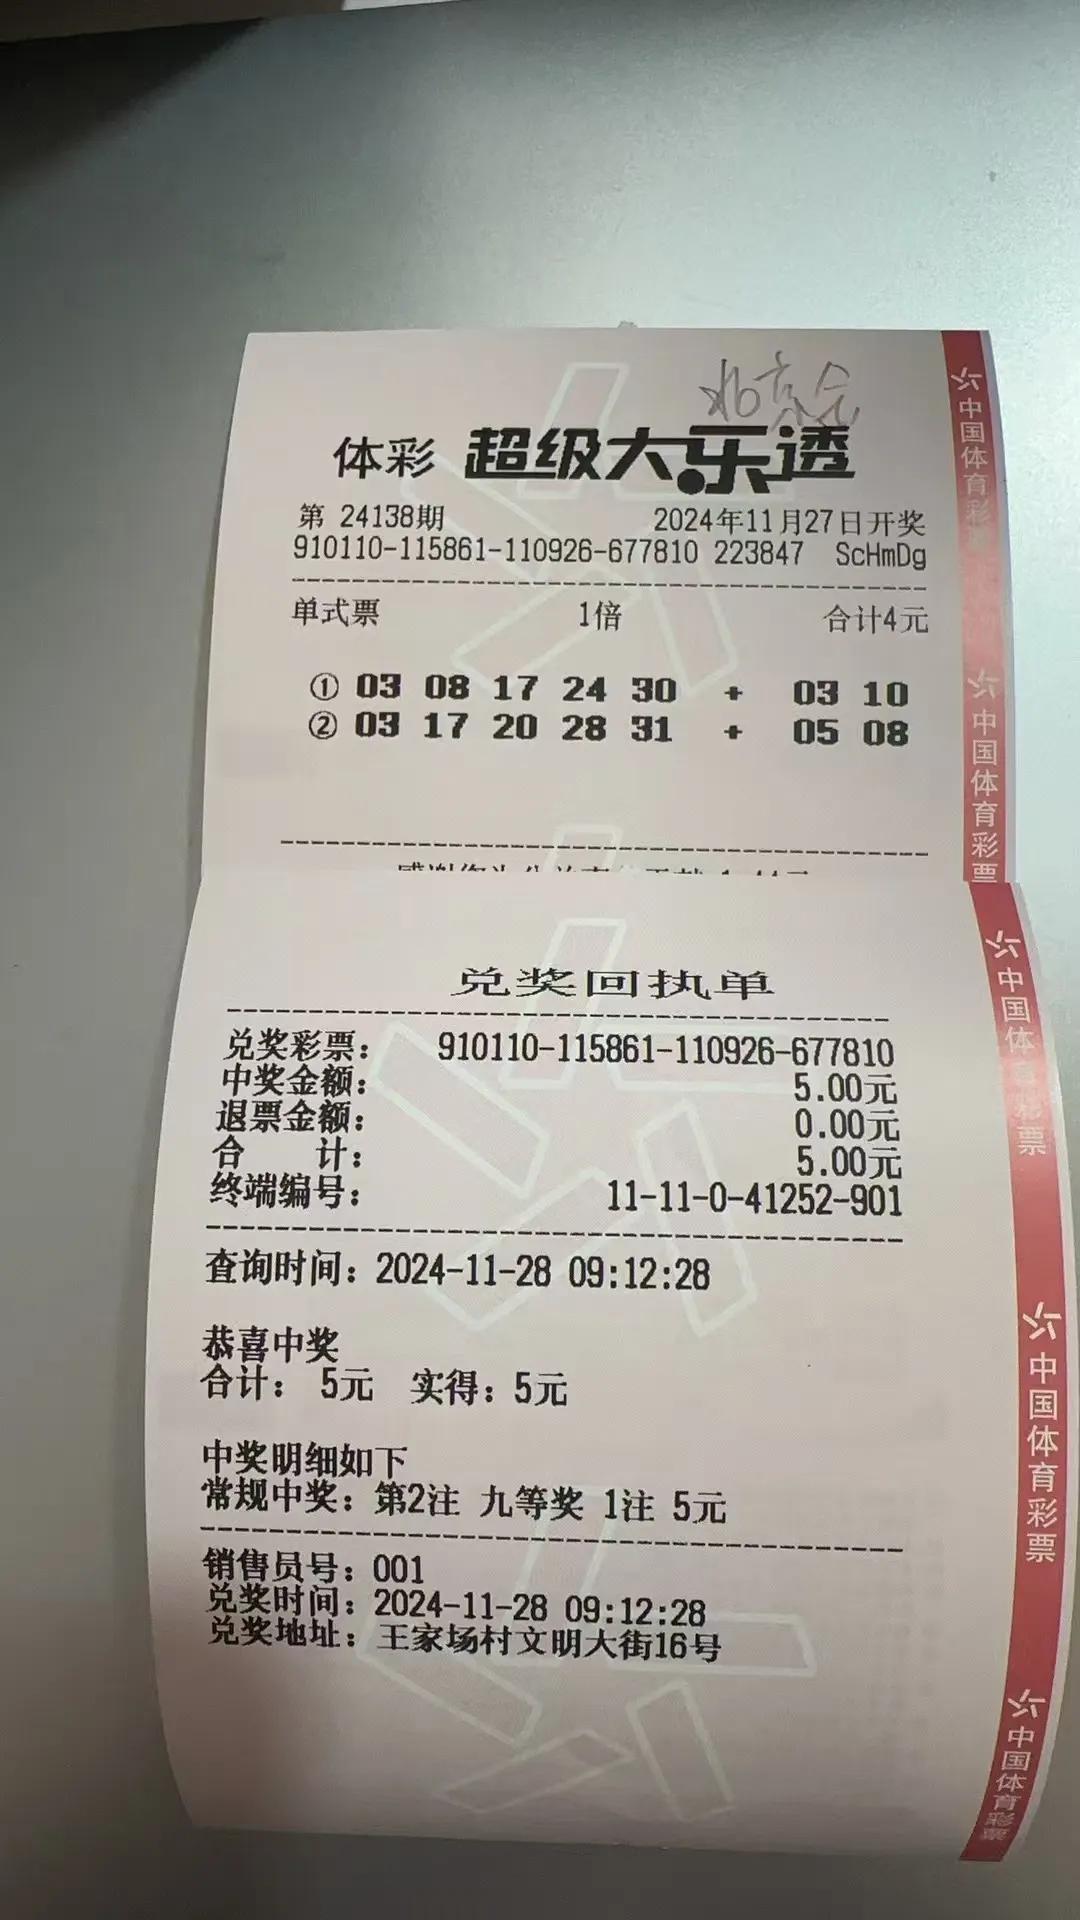 体彩 超级大乐透
第 24138期 2024年11月27日开奖
910110-115861-110926-677810 223847 ScHmDg
单式票 1倍 合计4元
① 03 08 17 24 30 + 03 10
② 03 17 20 28 31 + 05 08
兑奖回执单
兑奖彩票： 910110-115861-110926-677810
中奖金额： 5.00元
退票金额： 0.00元
合 计： 5.00元
终端编号： 11-11-0-41252-901
查询时间：2024-11-28 09:12:28
恭喜中奖
合计： 5元 实得：5元
中奖明细如下
常规中奖：第2注 九等奖 1注 5元
销售员号：001
兑奖时间：2024-11-28 09:12:28
兑奖地址：王家场村文明大街16号
中国体育彩票
中国体育彩票
中国体育彩票
中国体育彩票
中国体育彩票